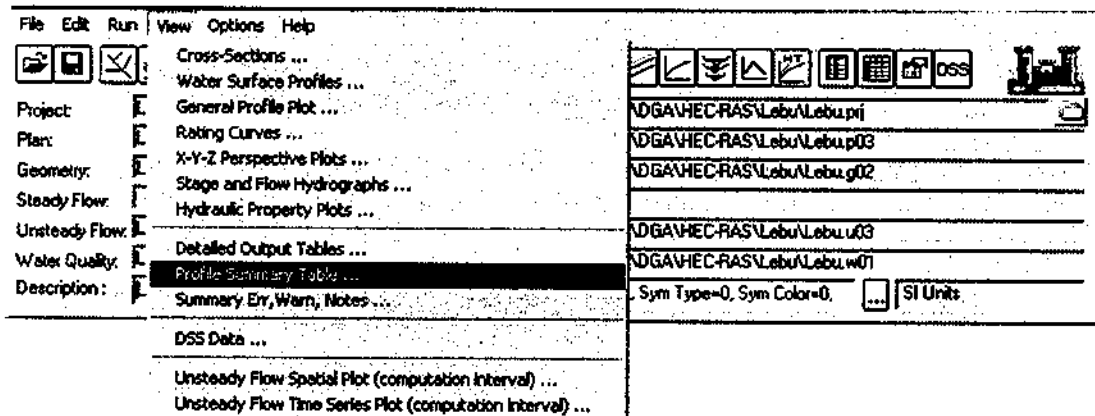 File Edit Run View Options Help
Cross-Sections ...
Water Surface Profiles ...
General Profile Plot ...
Rating Curves ...
X-Y-Z Perspective Plots ...
Stage and Flow Hydrographs ...
Hydraulic Property Plots ...
Detailed Output Tables ...
Profile Summary Table ...
Summary Err,Warn, Notes ...
DSS Data ...
Unsteady Flow Spatial Plot (computation interval) ...
Unsteady Flow Time Series Plot (computation interval) ...
HT
DSS
Project: \DGA\HEC-RAS\Lebu\Lebu.prj
Plan: \DGA\HEC-RAS\Lebu\Lebu.p03
Geometry: \DGA\HEC-RAS\Lebu\Lebu.g02
Steady Flow:
Unsteady Flow: \DGA\HEC-RAS\Lebu\Lebu.u03
Water Quality: \DGA\HEC-RAS\Lebu\Lebu.w01
Description : , Sym Type=0, Sym Color=0, ... SI Units